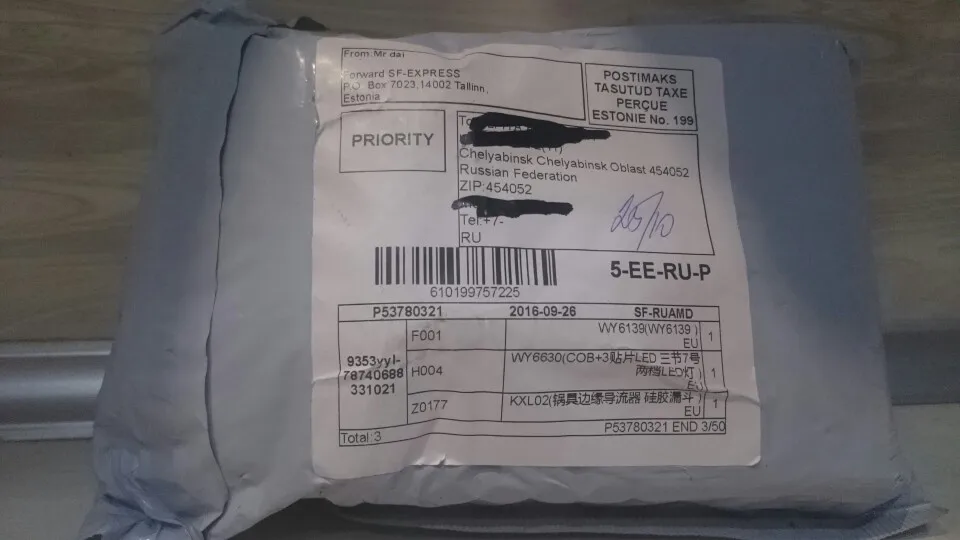 From:Mr dai
Forward SF-EXPRESS
P.O. Box 7023,14002 Tallinn,
Estonia
POSTIMAKS
TASUTUD TAXE
PERÇUE
ESTONIE No. 199
PRIORITY
To
Chelyabinsk Chelyabinsk Oblast 454052
Russian Federation
ZIP:454052
Tel:+7-
RU
25/10
5-EE-RU-P
610199757225
P53780321 2016-09-26 SF-RUAMD
9353yyl-
78740688
331021
F001 WY6139(WY6139 ) 1
EU
H004 WY6630(COB+3贴片LED 三节7号 1
两档LED灯 )
EU
Z0177 KXL02(锅具边缘导流器 硅胶漏斗 ) 1
EU
P53780321 END 3/50
Total:3